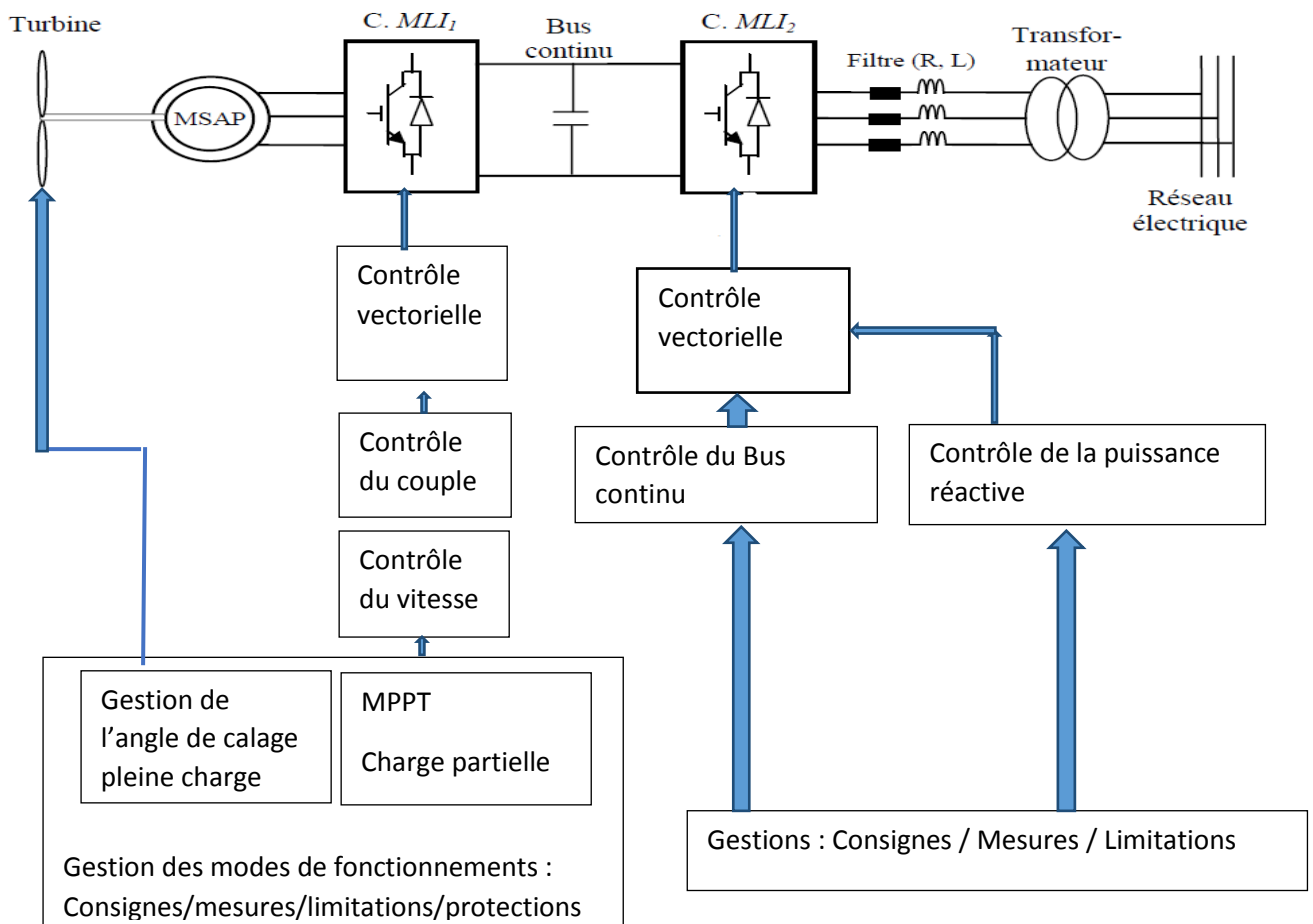 Turbine
MSAP
C. MLI1
Bus
continu
C. MLI2
Filtre (R, L)
Transfor-
mateur
Réseau
électrique
Contrôle
vectorielle
Contrôle
vectorielle
Contrôle
du couple
Contrôle du Bus
continu
Contrôle de la puissance
réactive
Contrôle
du vitesse
Gestion de
l’angle de calage
pleine charge
MPPT
Charge partielle
Gestion des modes de fonctionnements :
Consignes/mesures/limitations/protections
Gestions : Consignes / Mesures / Limitations